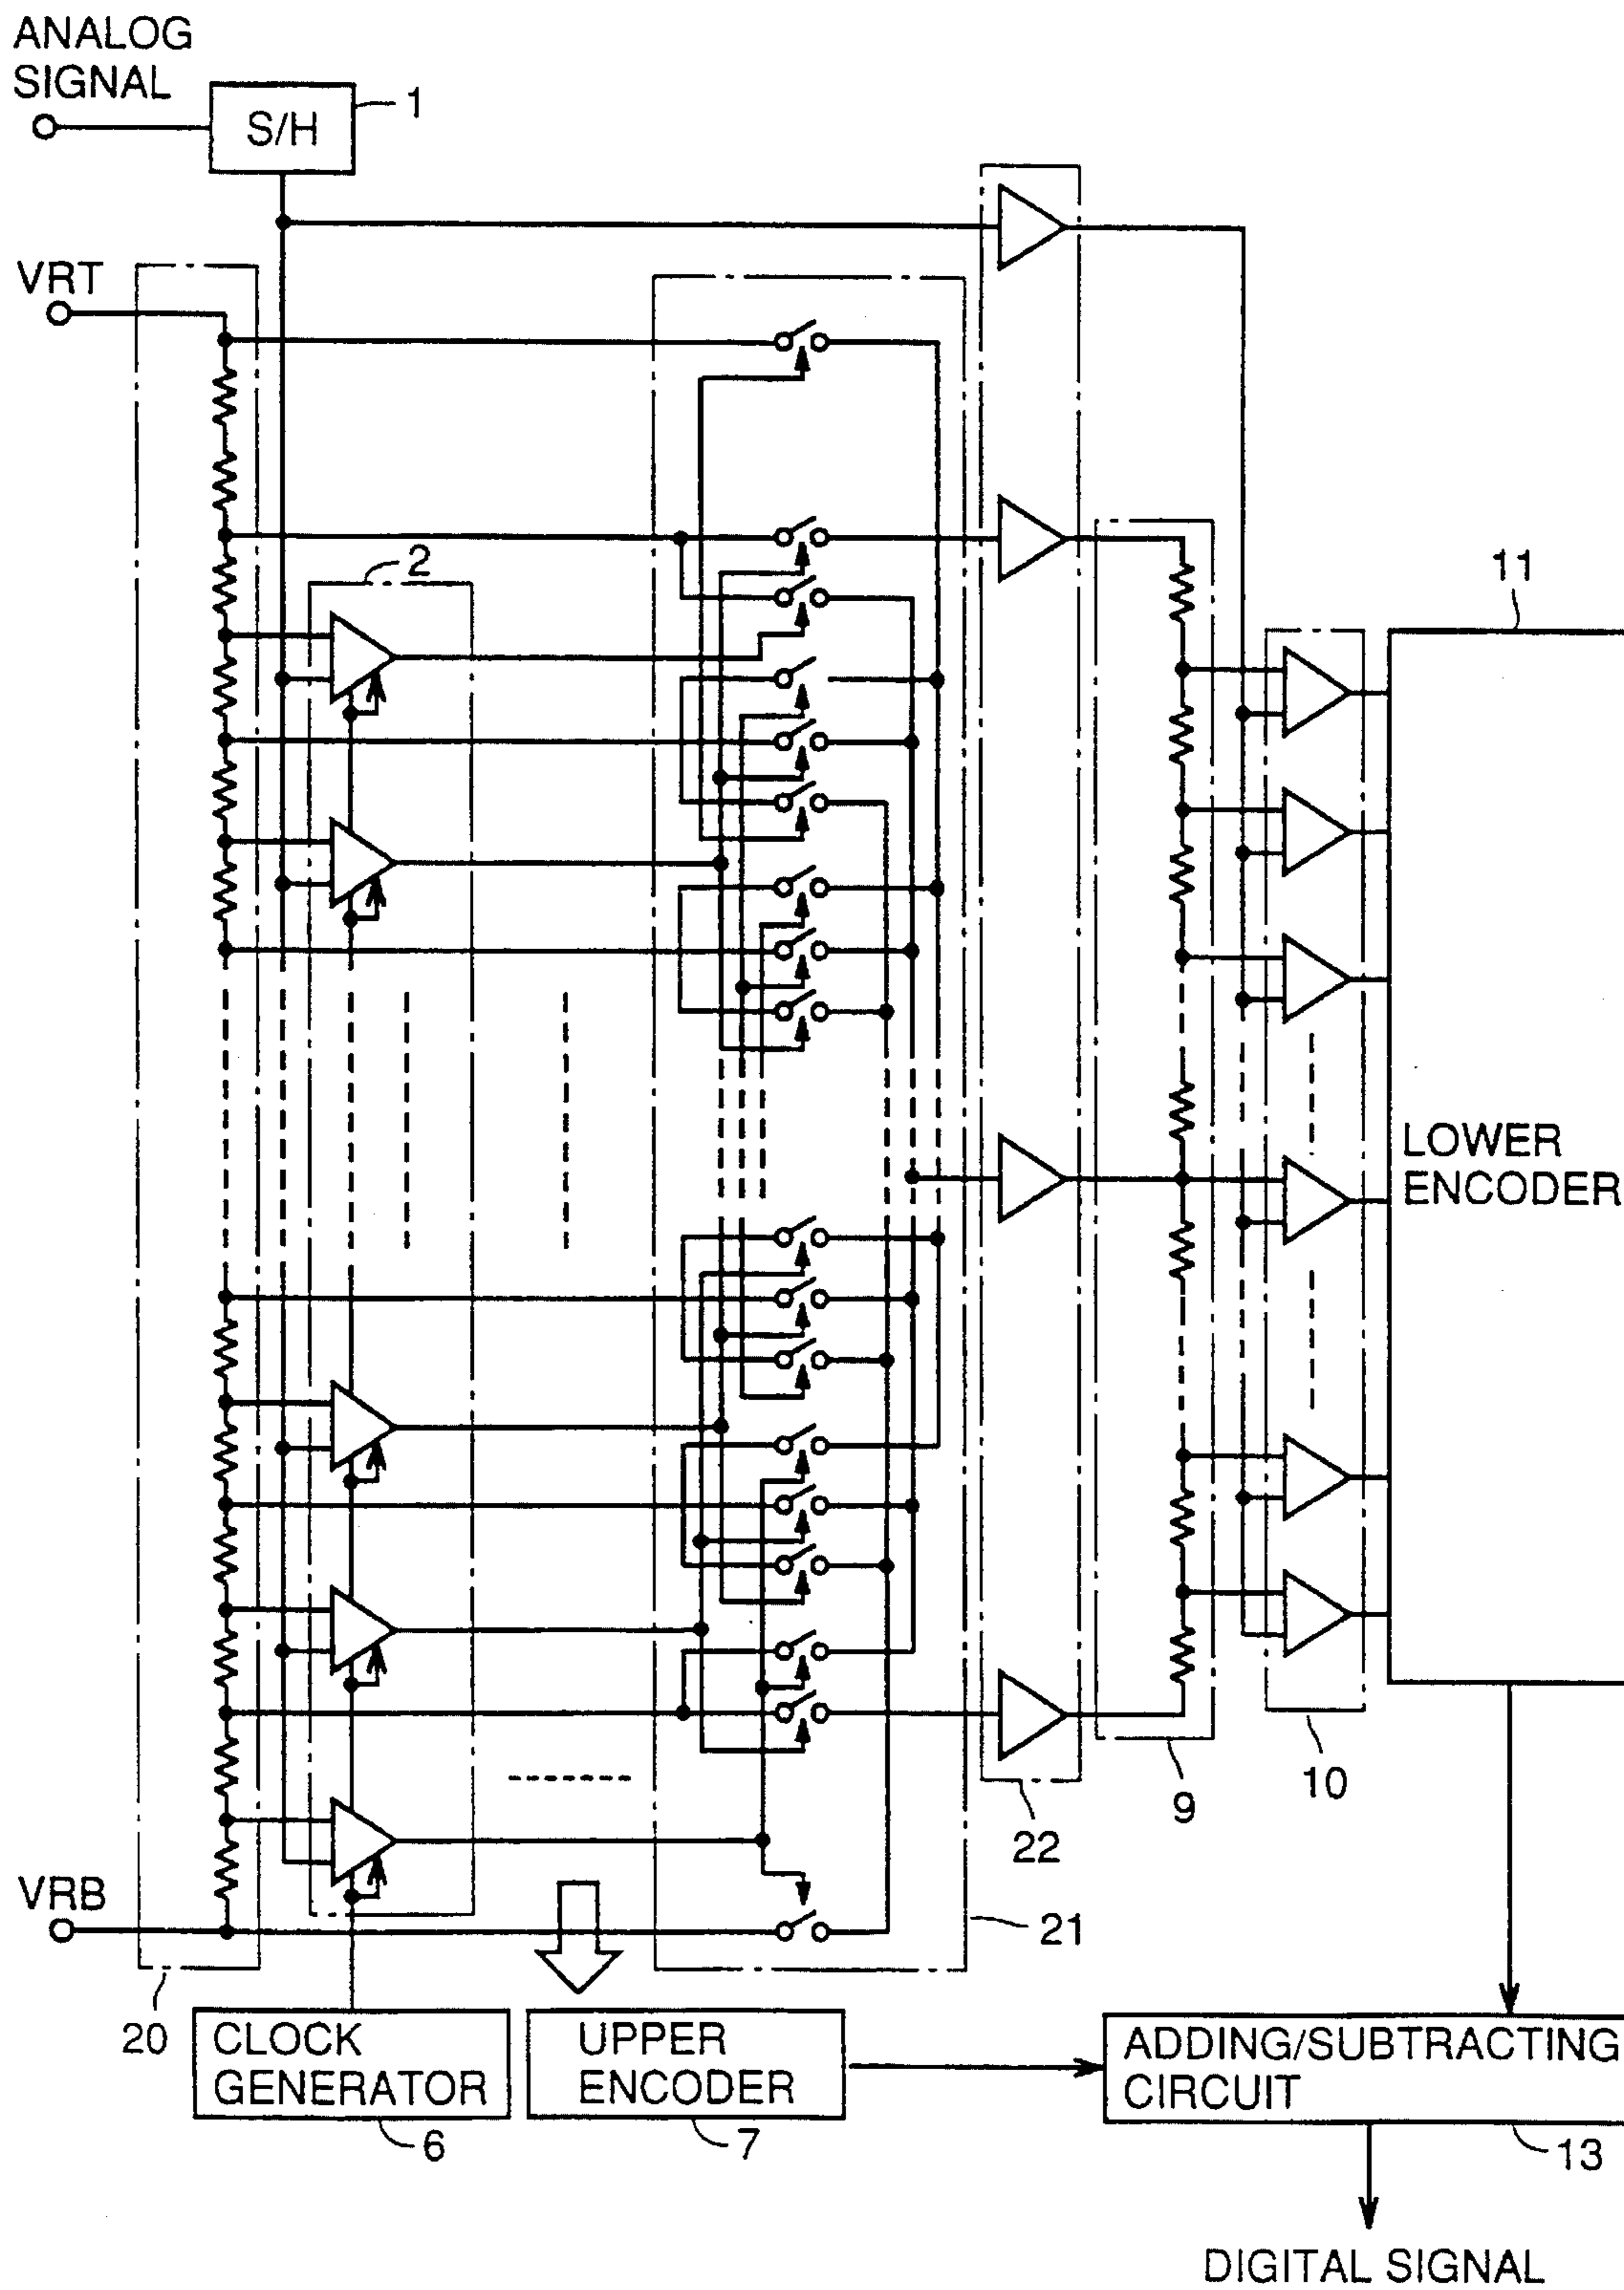 ANALOG
SIGNAL
S/H
1
VRT
2
11
LOWER
ENCODER
10
9
22
VRB
21
20
CLOCK
GENERATOR
UPPER
ENCODER
ADDING/SUBTRACTING
CIRCUIT
6
7
13
DIGITAL SIGNAL